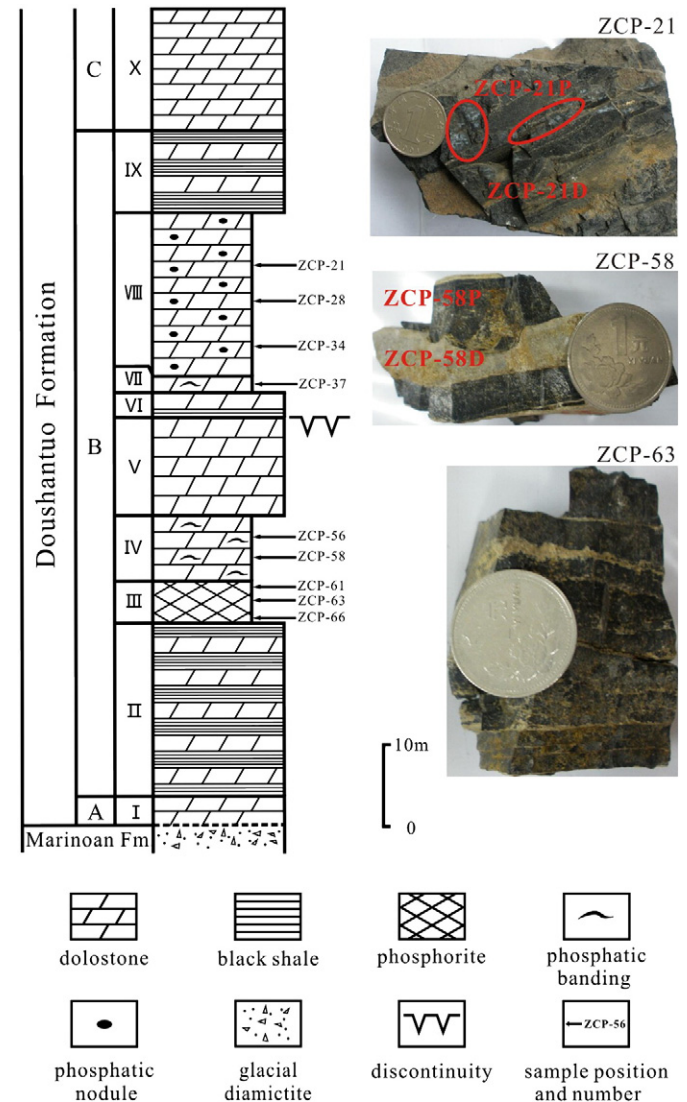 Doushantuo Formation
C
X
B
IX
VIII
VII
VI
V
IV
III
II
A
I
Marinoan Fm
ZCP-21
ZCP-28
ZCP-34
ZCP-37
ZCP-56
ZCP-58
ZCP-61
ZCP-63
ZCP-66
ZCP-21
ZCP-21P
ZCP-21D
ZCP-58
ZCP-58P
ZCP-58D
1
元
ZCP-63
10m
0
dolostone
black shale
phosphorite
phosphatic
banding
ZCP-56
phosphatic
nodule
glacial
diamictite
discontinuity
sample position
and number